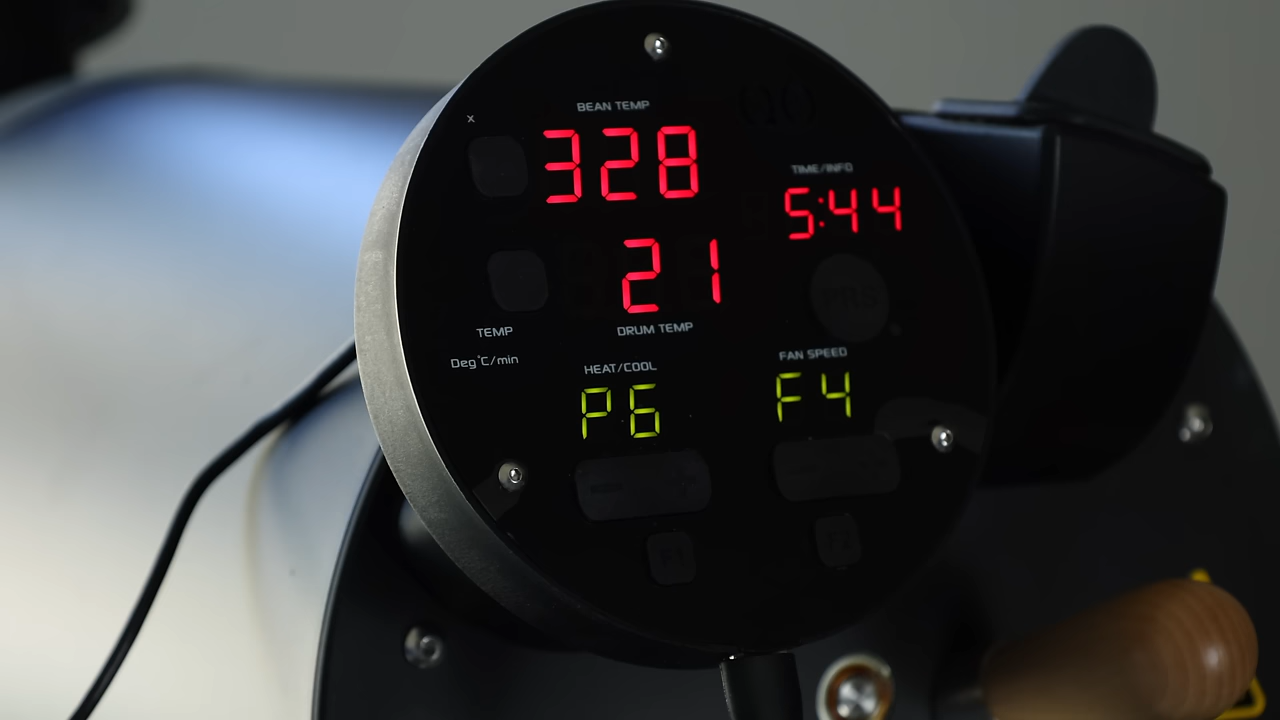 BEAN TEMP
x
328
TIME/INFO
5:44
21
TEMP
DRUM TEMP
Deg°C/min
HEAT/COOL
FAN SPEED
P6
F4